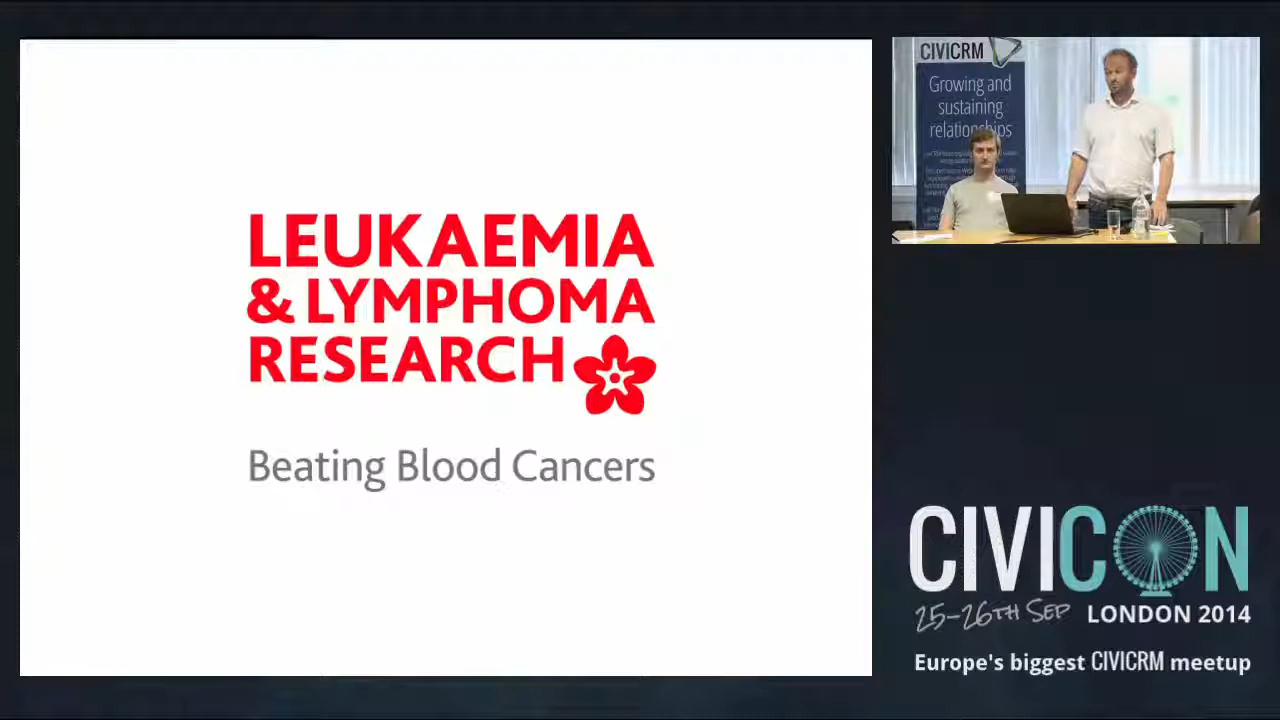 LEUKAEMIA
& LYMPHOMA
RESEARCH
Beating Blood Cancers
CIVICRM
Growing and
sustaining
relationships
CIVICON
25-26TH SEP LONDON 2014
Europe's biggest CIVICRM meetup